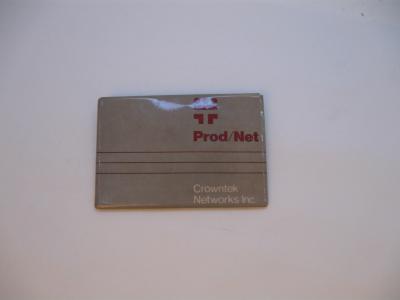 Prod/Net
Crowntek
Networks Inc.